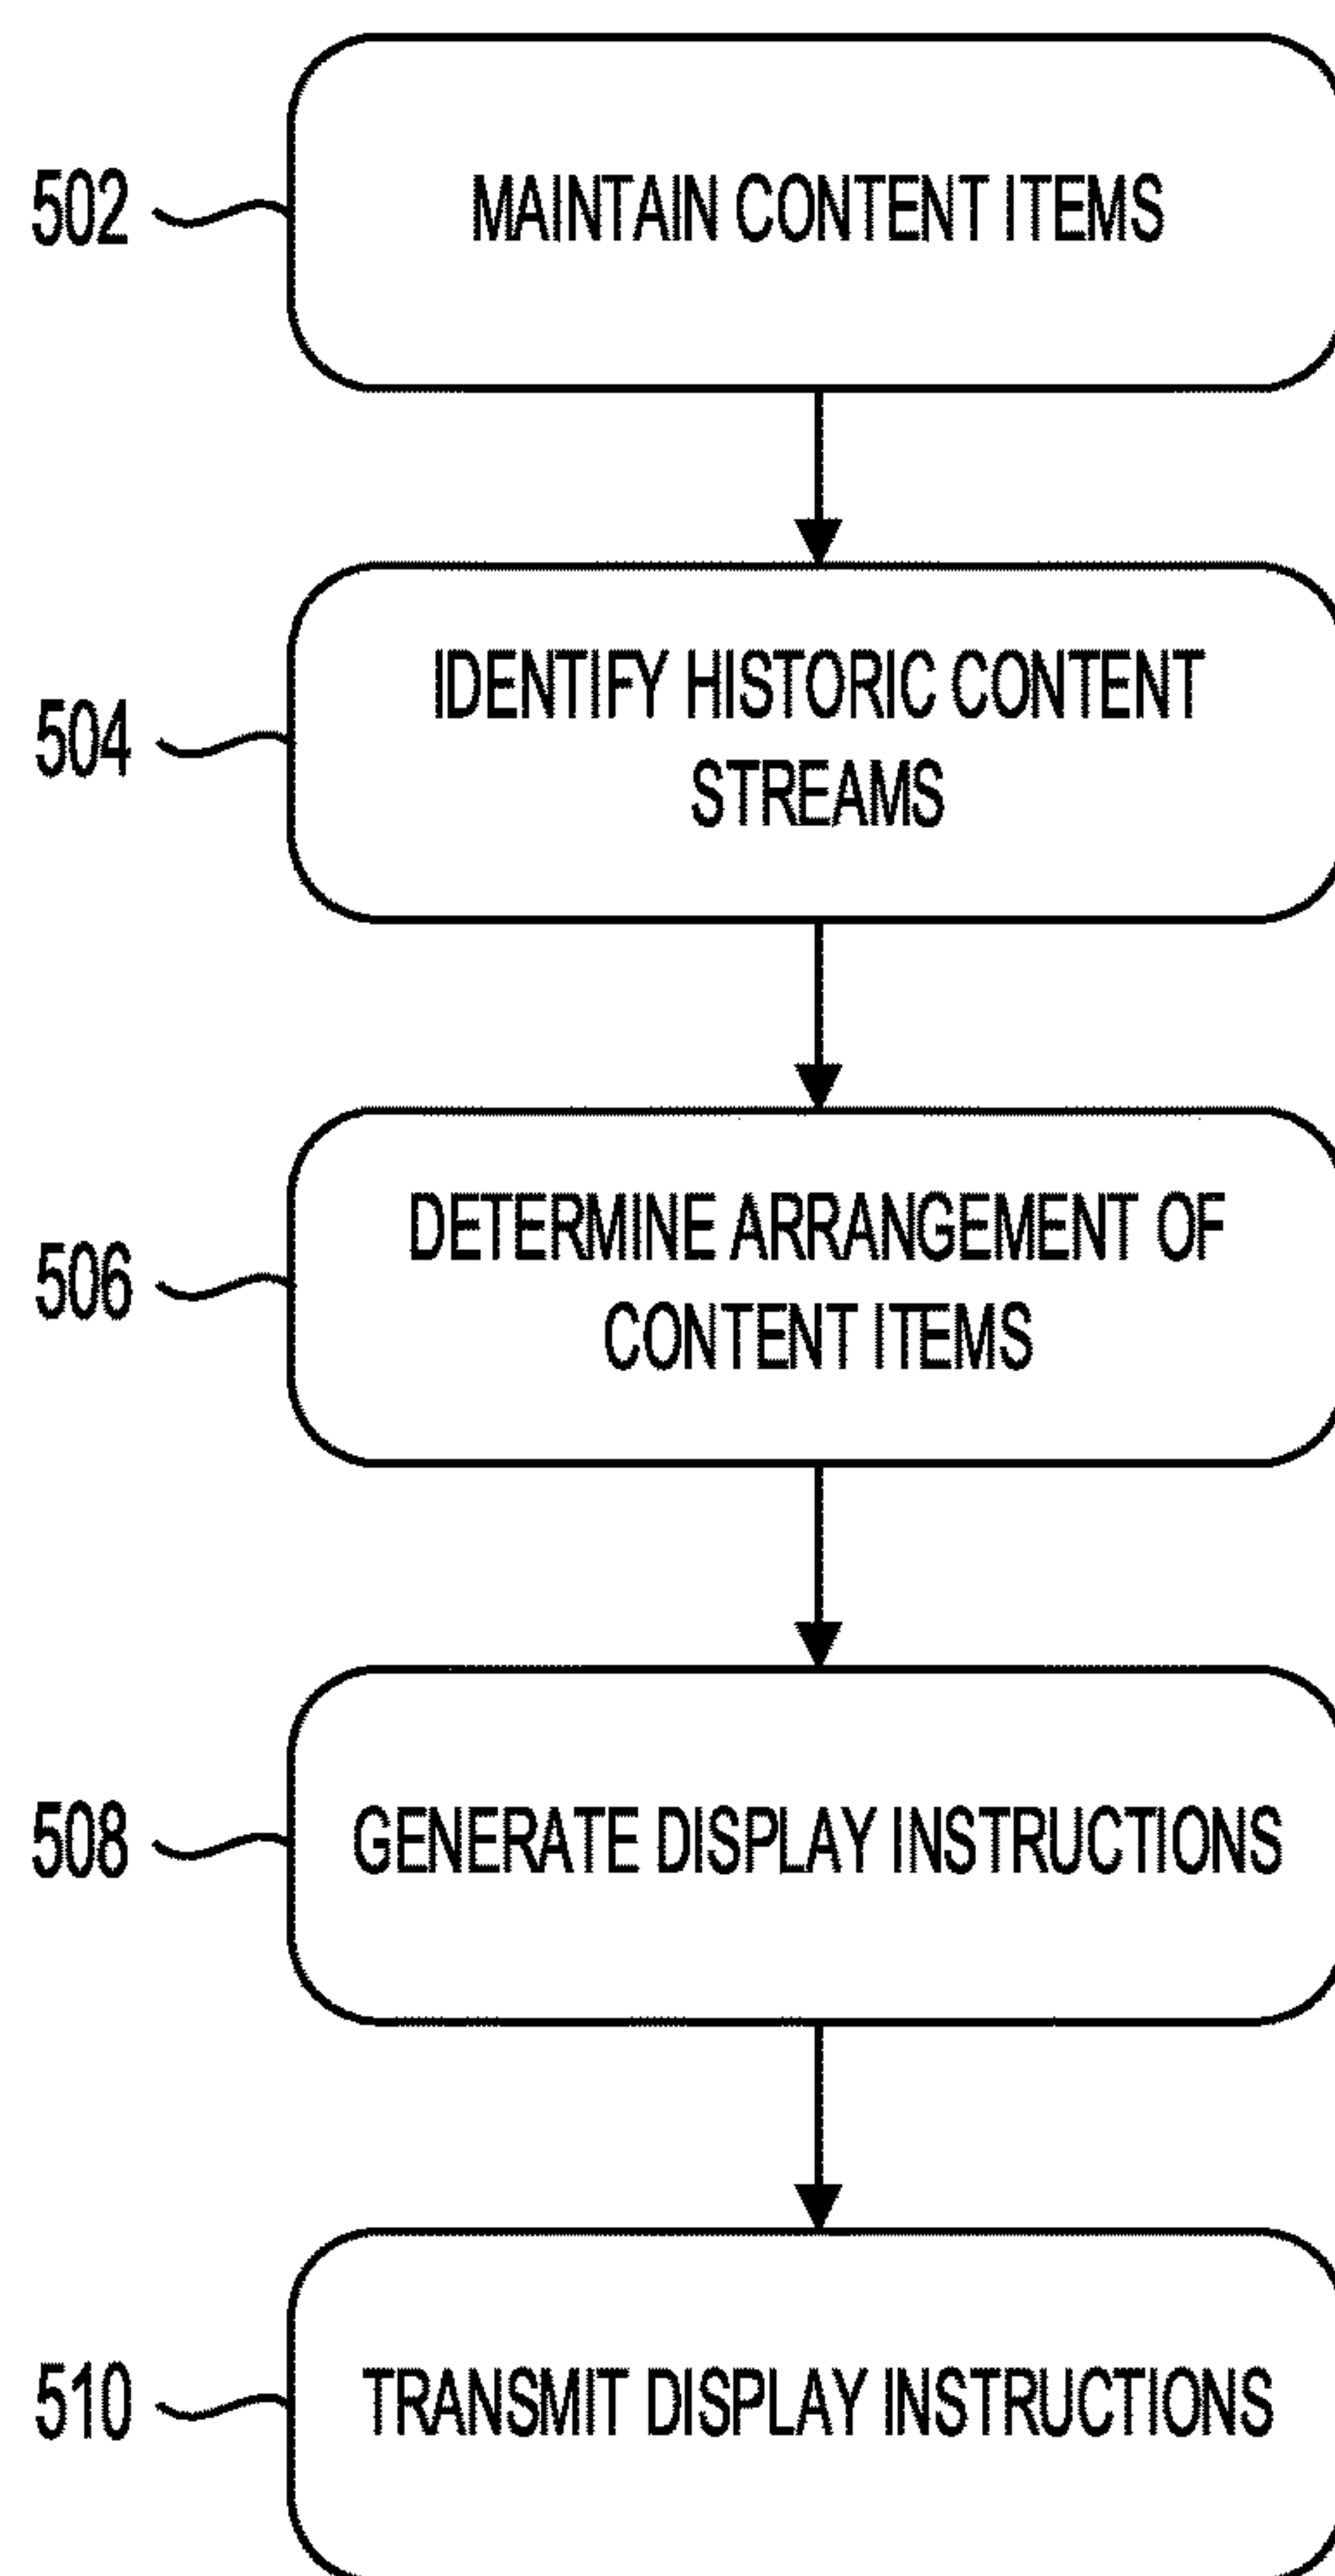 502
MAINTAIN CONTENT ITEMS
504
IDENTIFY HISTORIC CONTENT
STREAMS
506
DETERMINE ARRANGEMENT OF
CONTENT ITEMS
508
GENERATE DISPLAY INSTRUCTIONS
510
TRANSMIT DISPLAY INSTRUCTIONS